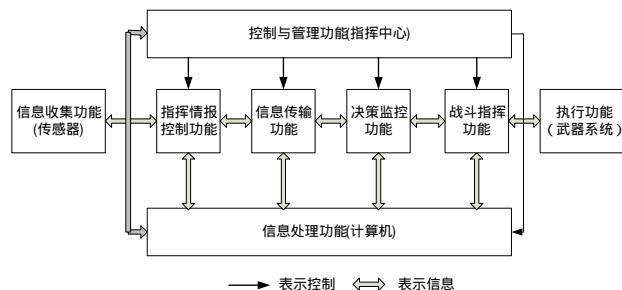 控制与管理功能(指挥中心)
信息收集功能
(传感器)
指挥情报
控制功能
信息传输
功能
决策监控
功能
战斗指挥
功能
执行功能
(武器系统)
信息处理功能(计算机)
表示控制
表示信息